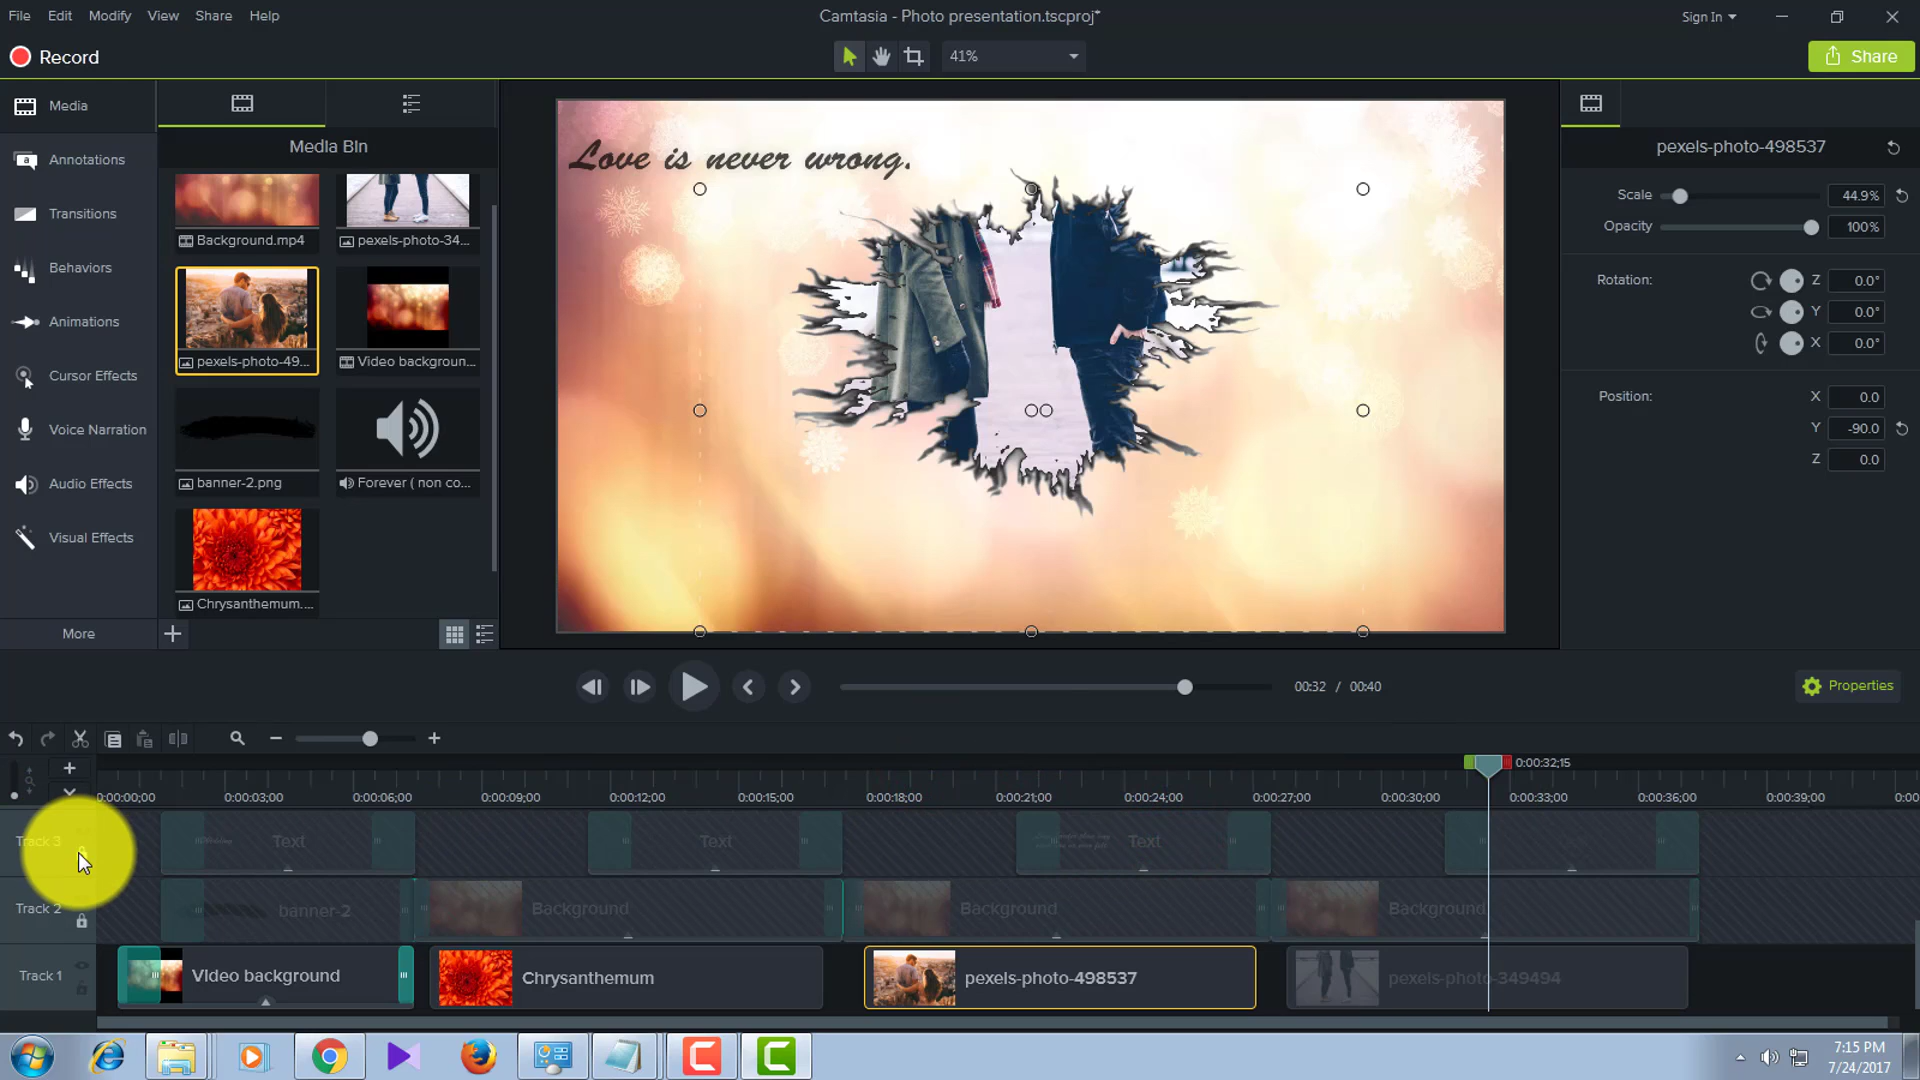 File Edit Modify View Share Help
Camtasia - Photo presentation.tscproj*
Sign In
Record
41%
Share
Media
Annotations
Transitions
Behaviors
Animations
Cursor Effects
Voice Narration
Audio Effects
Visual Effects
More
Media Bin
Background.mp4
pexels-photo-34...
pexels-photo-49...
Video backgroun...
banner-2.png
Forever ( non co...
Chrysanthemum....
Love is never wrong.
pexels-photo-498537
Scale 44.9%
Opacity 100%
Rotation: Z 0.0°
Y 0.0°
X 0.0°
Position: X 0.0
Y -90.0
Z 0.0
00:32 / 00:40
Properties
0:00:32;15
0:00:00;00 0:00:03;00 0:00:06;00 0:00:09;00 0:00:12;00 0:00:15;00 0:00:18;00 0:00:21;00 0:00:24;00 0:00:27;00 0:00:30;00 0:00:33;00 0:00:36;00 0:00:39;00
Track 3 Text Text Text
Track 2 banner-2 Background Background Background
Track 1 Video background Chrysanthemum pexels-photo-498537 pexels-photo-349494
7:15 PM
7/24/2017